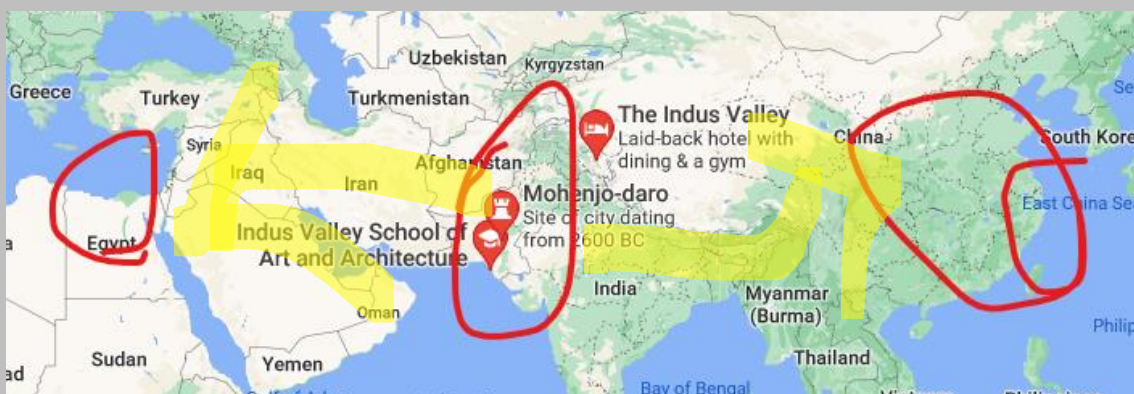 Uzbekistan
Kyrgyzstan
Greece
Turkey
Turkmenistan
The Indus Valley
Laid-back hotel with
dining & a gym
China
South Kore
Syria
Afghanistan
Iraq
Iran
Mohenjo-daro
Site of city dating
from 2600 BC
East China Sea
Egypt
Indus Valley School of
Art and Architecture
India
Myanmar
(Burma)
Oman
Philip
Sudan
Yemen
Thailand
Bay of Bengal